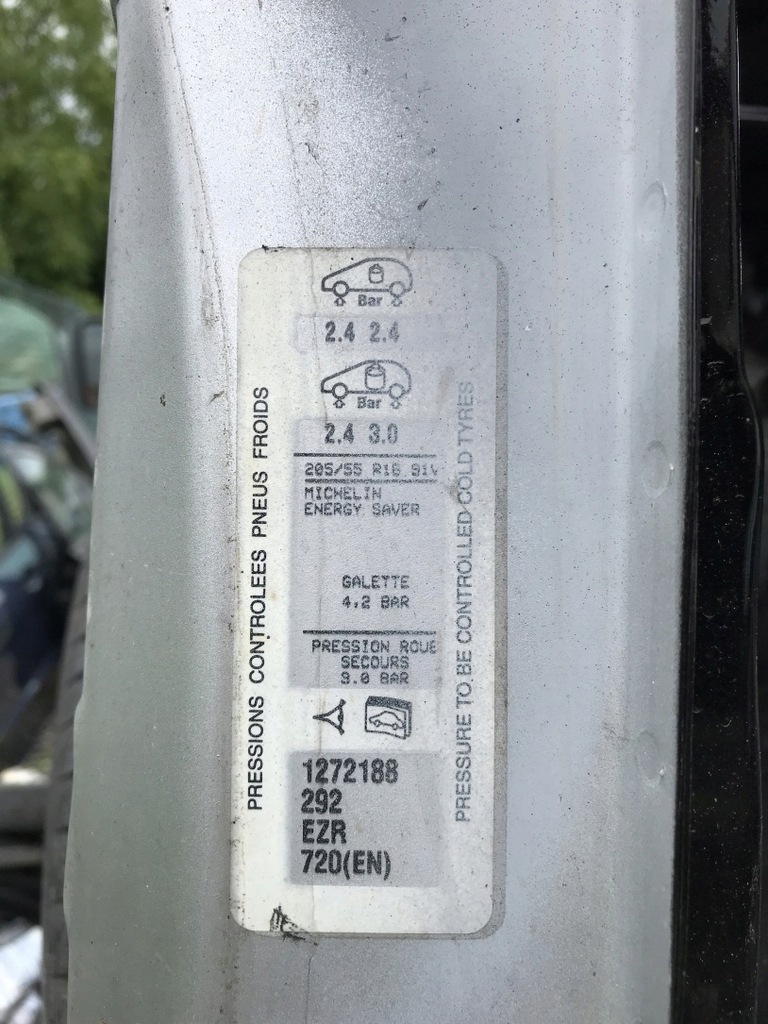 Bar
2.4 2.4
Bar
2.4 3.0
205/55 R16 91V
MICHELIN
ENERGY SAVER
GALETTE
4.2 BAR
PRESSION ROUE
SECOURS
3.0 BAR
1272188
292
EZR
720(EN)
PRESSIONS CONTROLEES PNEUS FROIDS
PRESSURE TO BE CONTROLLED COLD TYRES